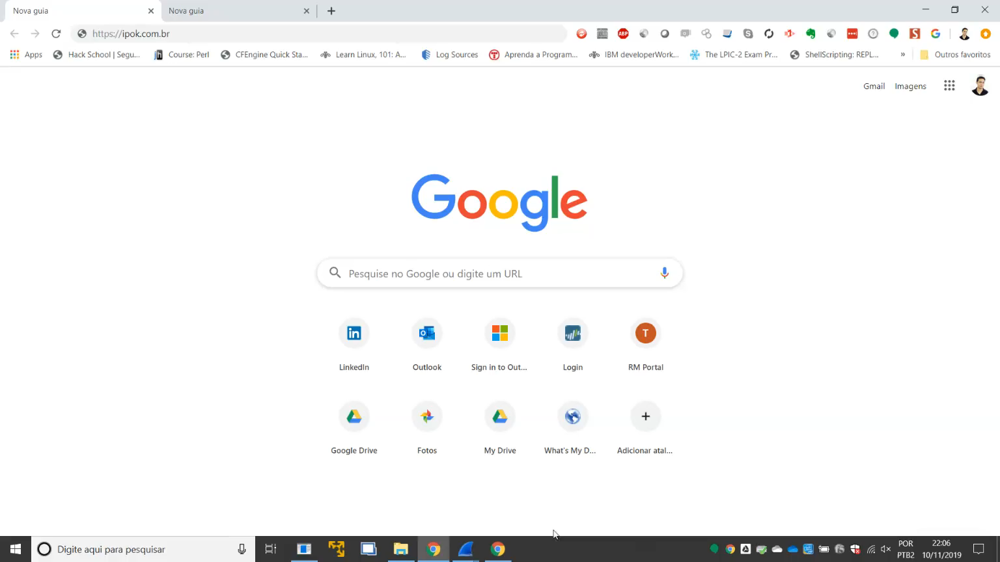 Nova guia
Nova guia
https://ipok.com.br
ABP
Apps
Hack School | Segu...
Course: Perl
CFEngine Quick Sta...
Learn Linux, 101: A...
Log Sources
Aprenda a Program...
IBM developerWork...
The LPIC-2 Exam Pr...
ShellScripting: REPL...
»
Outros favoritos
Gmail
Imagens
Google
Pesquise no Google ou digite um URL
LinkedIn
Outlook
Sign in to Out...
Login
T
RM Portal
Google Drive
Fotos
My Drive
What's My D...
Adicionar atal...
Digite aqui para pesquisar
POR
PTB2
22:06
10/11/2019